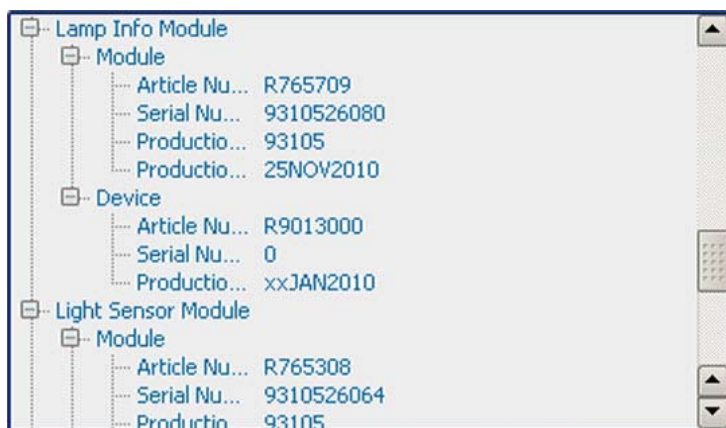 Lamp Info Module
Module
Article Nu... R765709
Serial Nu... 9310526080
Productio... 93105
Productio... 25NOV2010
Device
Article Nu... R9013000
Serial Nu... 0
Productio... xxJAN2010
Light Sensor Module
Module
Article Nu... R765308
Serial Nu... 9310526064
Productio... 93105